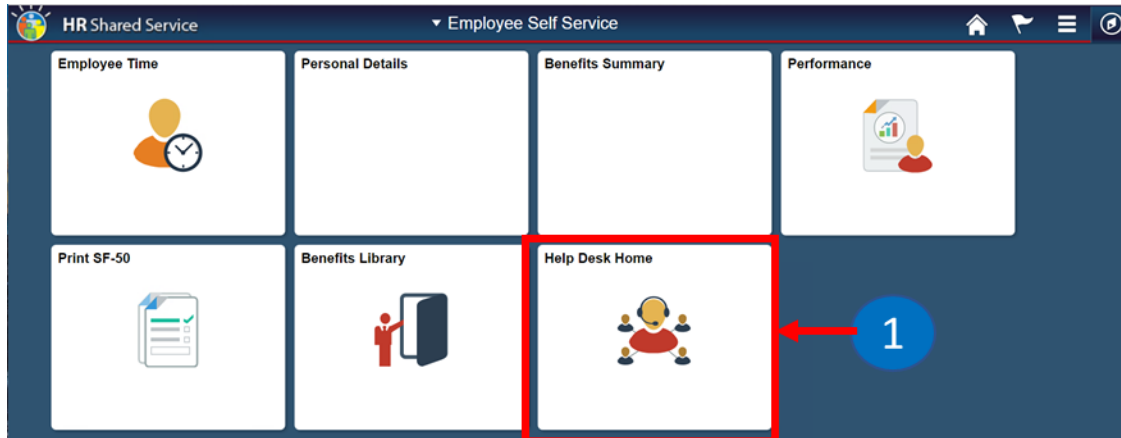 HR Shared Service
Employee Self Service
Employee Time
Personal Details
Benefits Summary
Performance
Print SF-50
Benefits Library
Help Desk Home
1